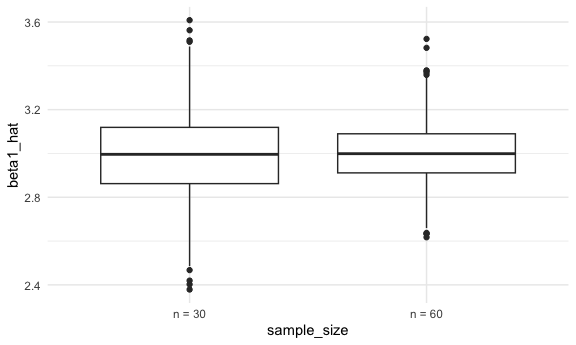 beta1_hat
3.6
3.2
2.8
2.4
n = 30
n = 60
sample_size